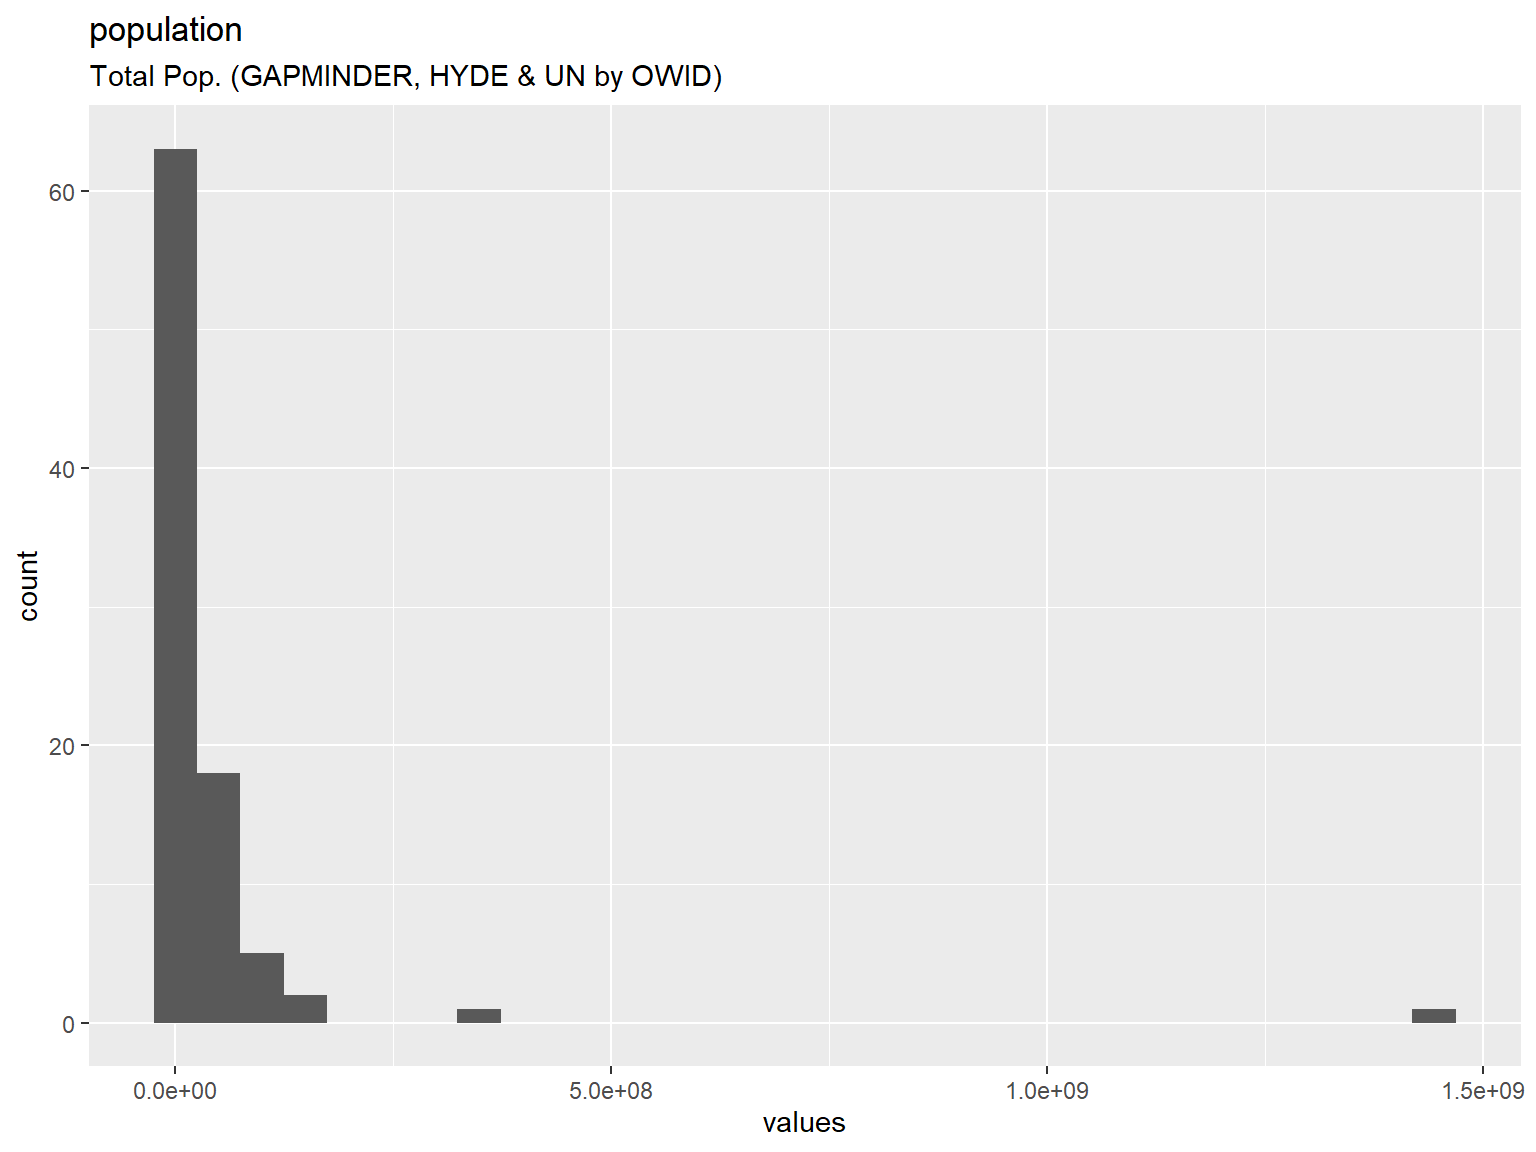 population
Total Pop. (GAPMINDER, HYDE & UN by OWID)
60
40
20
0
count
0.0e+00 5.0e+08 1.0e+09 1.5e+09
values